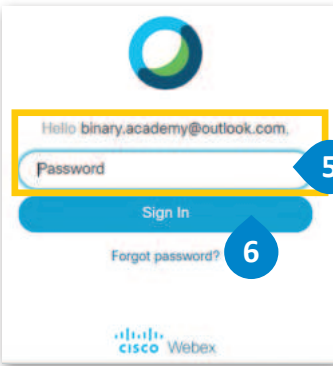 Hello binary.academy@outlook.com.
Password
5
Sign In
Forgot password?
6
cisco Webex